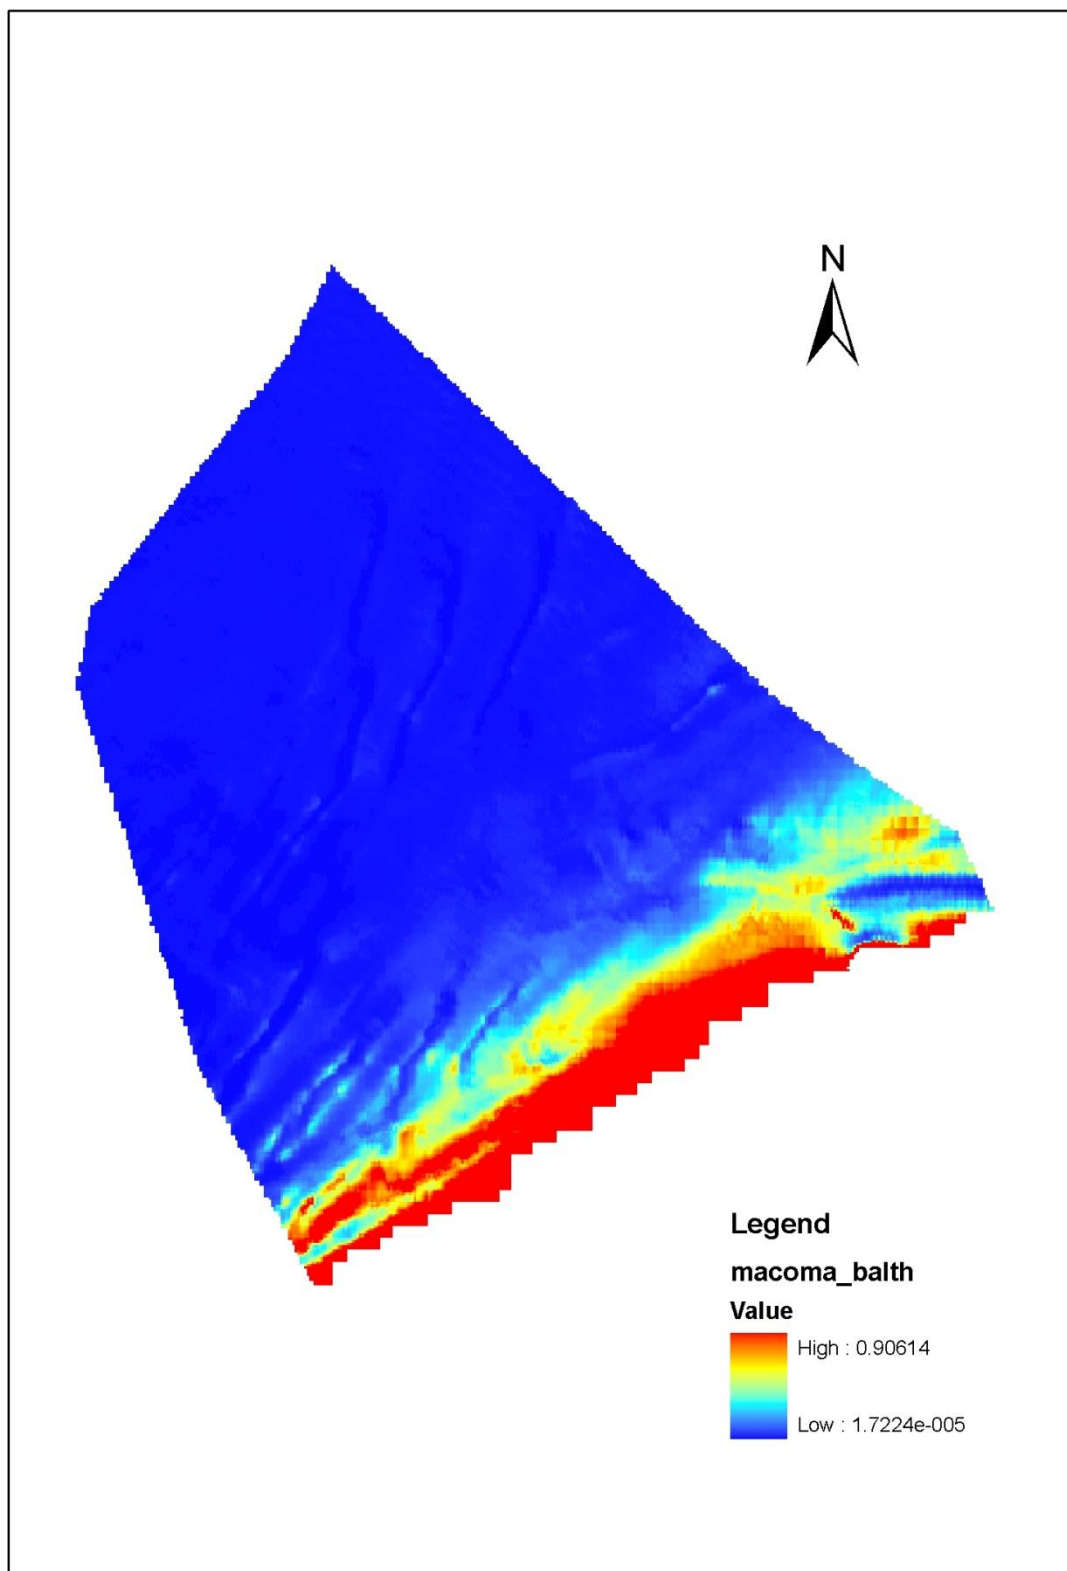 N
Legend
macoma_balth
Value
High : 0.90614
Low : 1.7224e-005